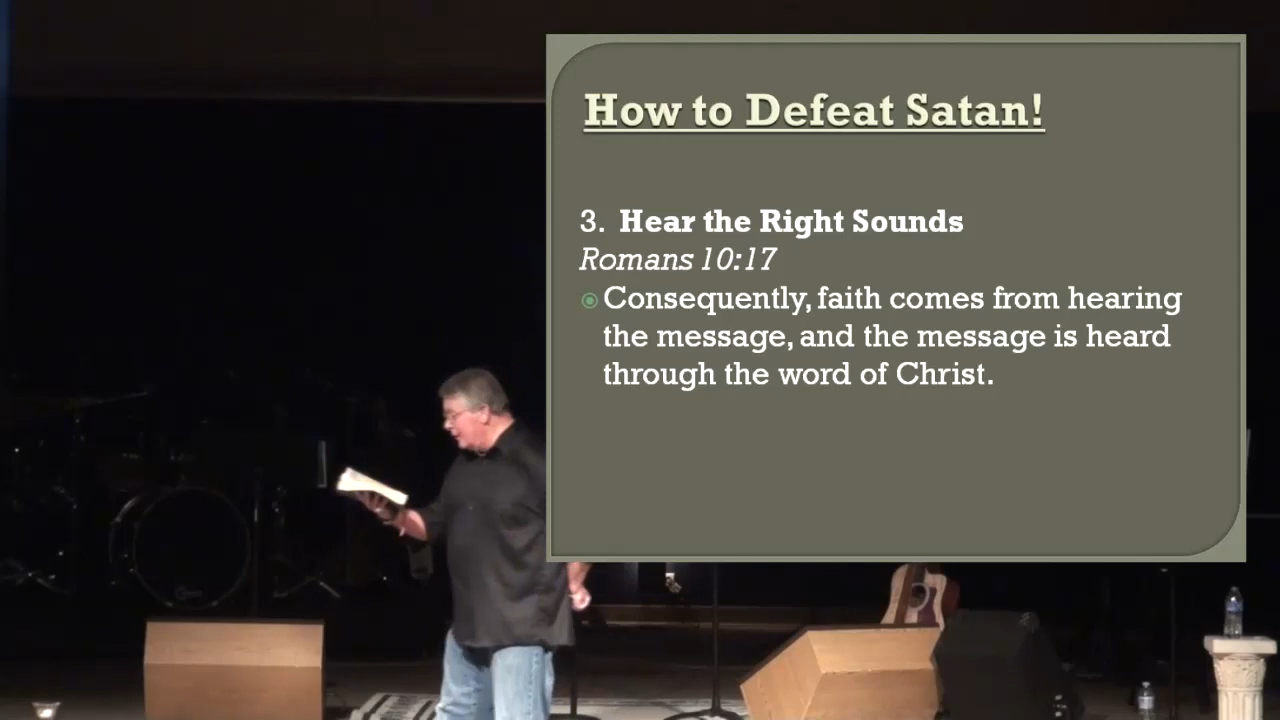 How to Defeat Satan!
3. Hear the Right Sounds
Romans 10:17
Consequently, faith comes from hearing
the message, and the message is heard
through the word of Christ.